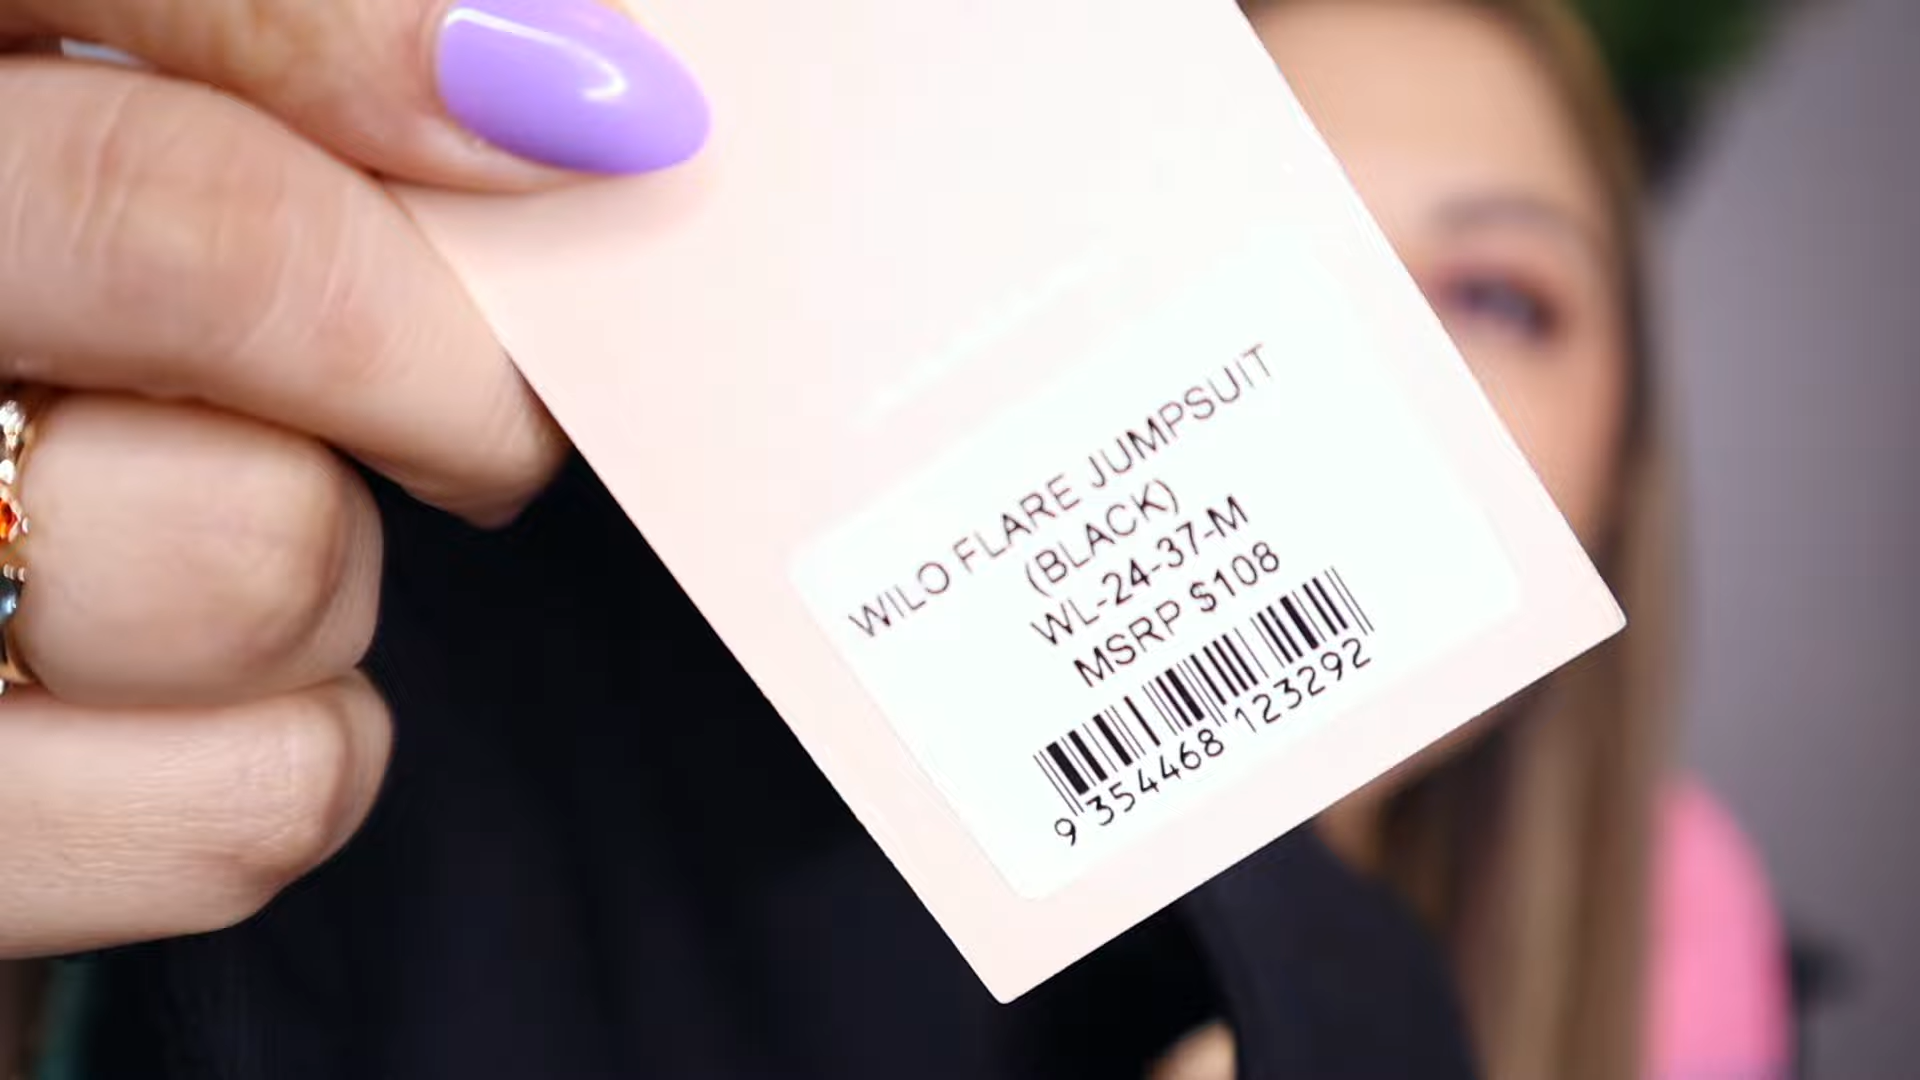 WILO FLARE JUMPSUIT
(BLACK)
WL-24-37-M
MSRP $108
9 354468 123292